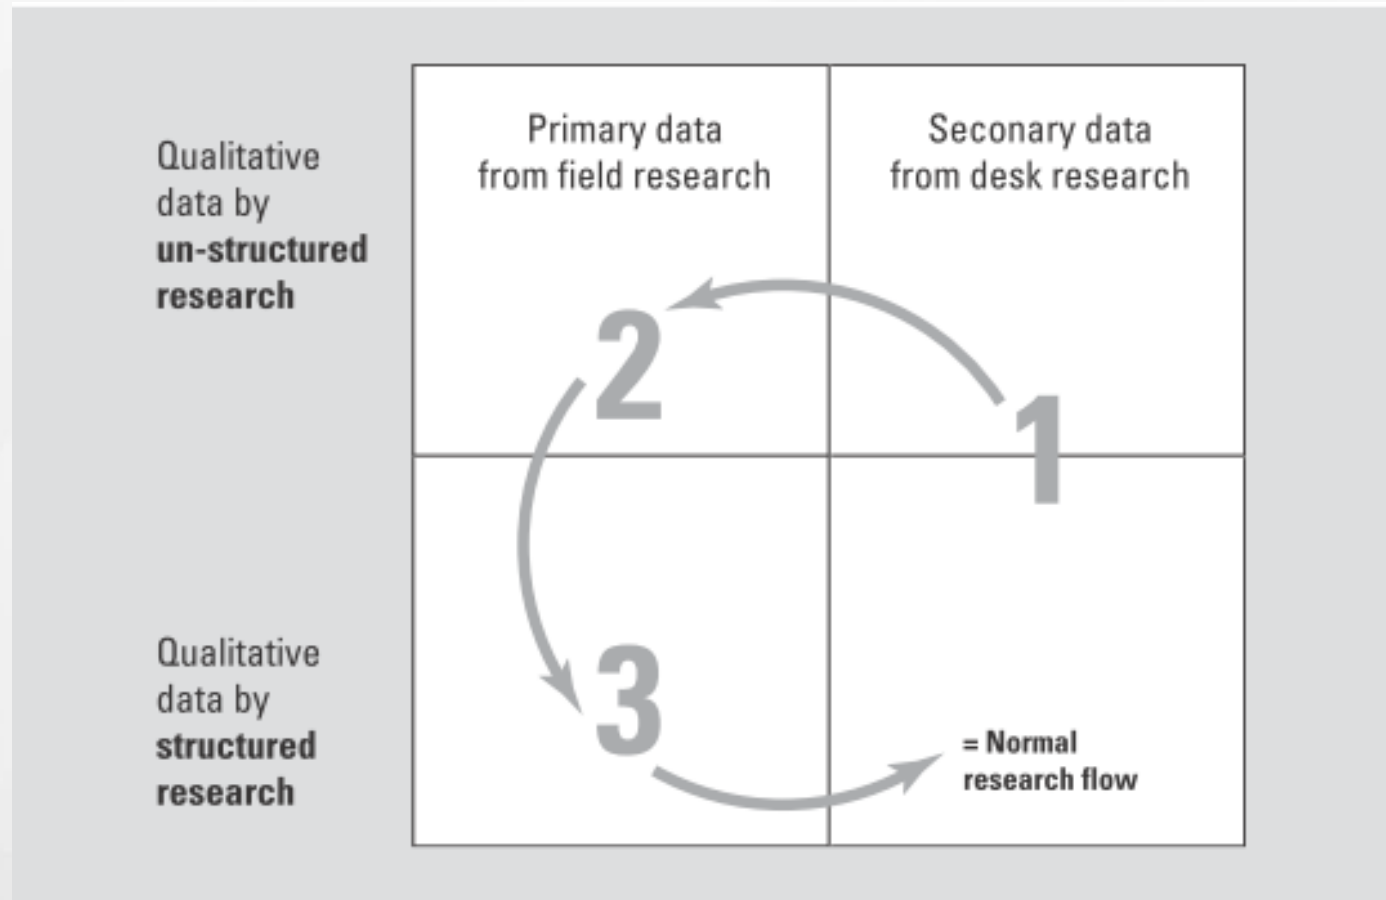 Primary data
from field research
Seconary data
from desk research
Qualitative
data by
un-structured
research
2
1
Qualitative
data by
structured
research
3
= Normal
research flow